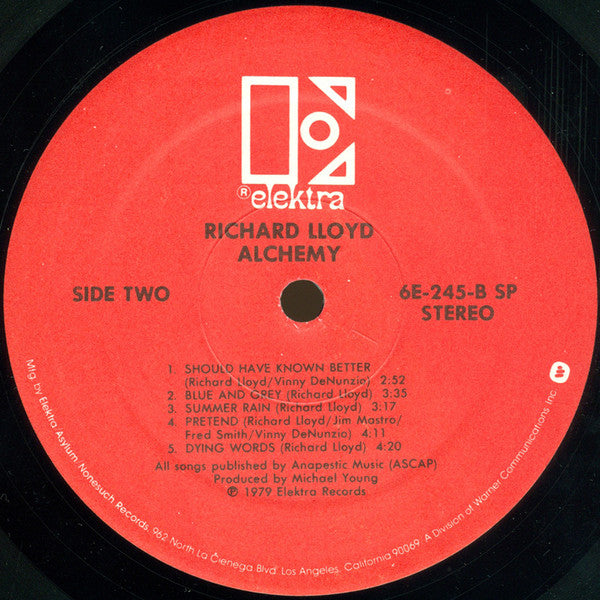 ® elektra
RICHARD LLOYD
ALCHEMY
SIDE TWO
6E-245-B SP
STEREO
1. SHOULD HAVE KNOWN BETTER
(Richard Lloyd/Vinny DeNunzio) 2:52
2. BLUE AND GREY (Richard Lloyd) 3:35
3. SUMMER RAIN (Richard Lloyd) 3:17
4. PRETEND (Richard Lloyd/Jim Mastro/
Fred Smith/Vinny DeNunzio) 4:11
5. DYING WORDS (Richard Lloyd) 4:20
All songs published by Anapestic Music (ASCAP)
Produced by Michael Young
℗ 1979 Elektra Records
Mfg. by Elektra Asylum Nonesuch Records, 962 North La Cienega Blvd. Los Angeles, California 90069 A Division of Warner Communications Inc